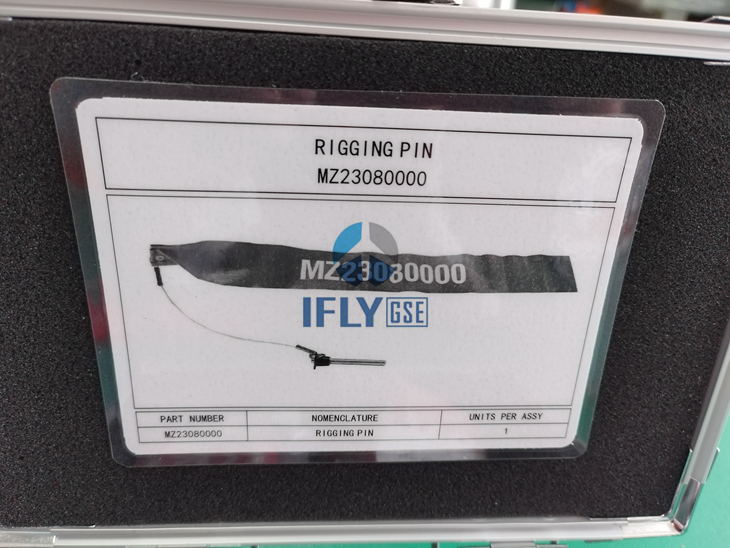 RIGGING PIN
MZ23080000
MZ23080000
IFLY GSE
PART NUMBER NOMENCLATURE UNITS PER ASSY
MZ23080000 RIGGING PIN 1